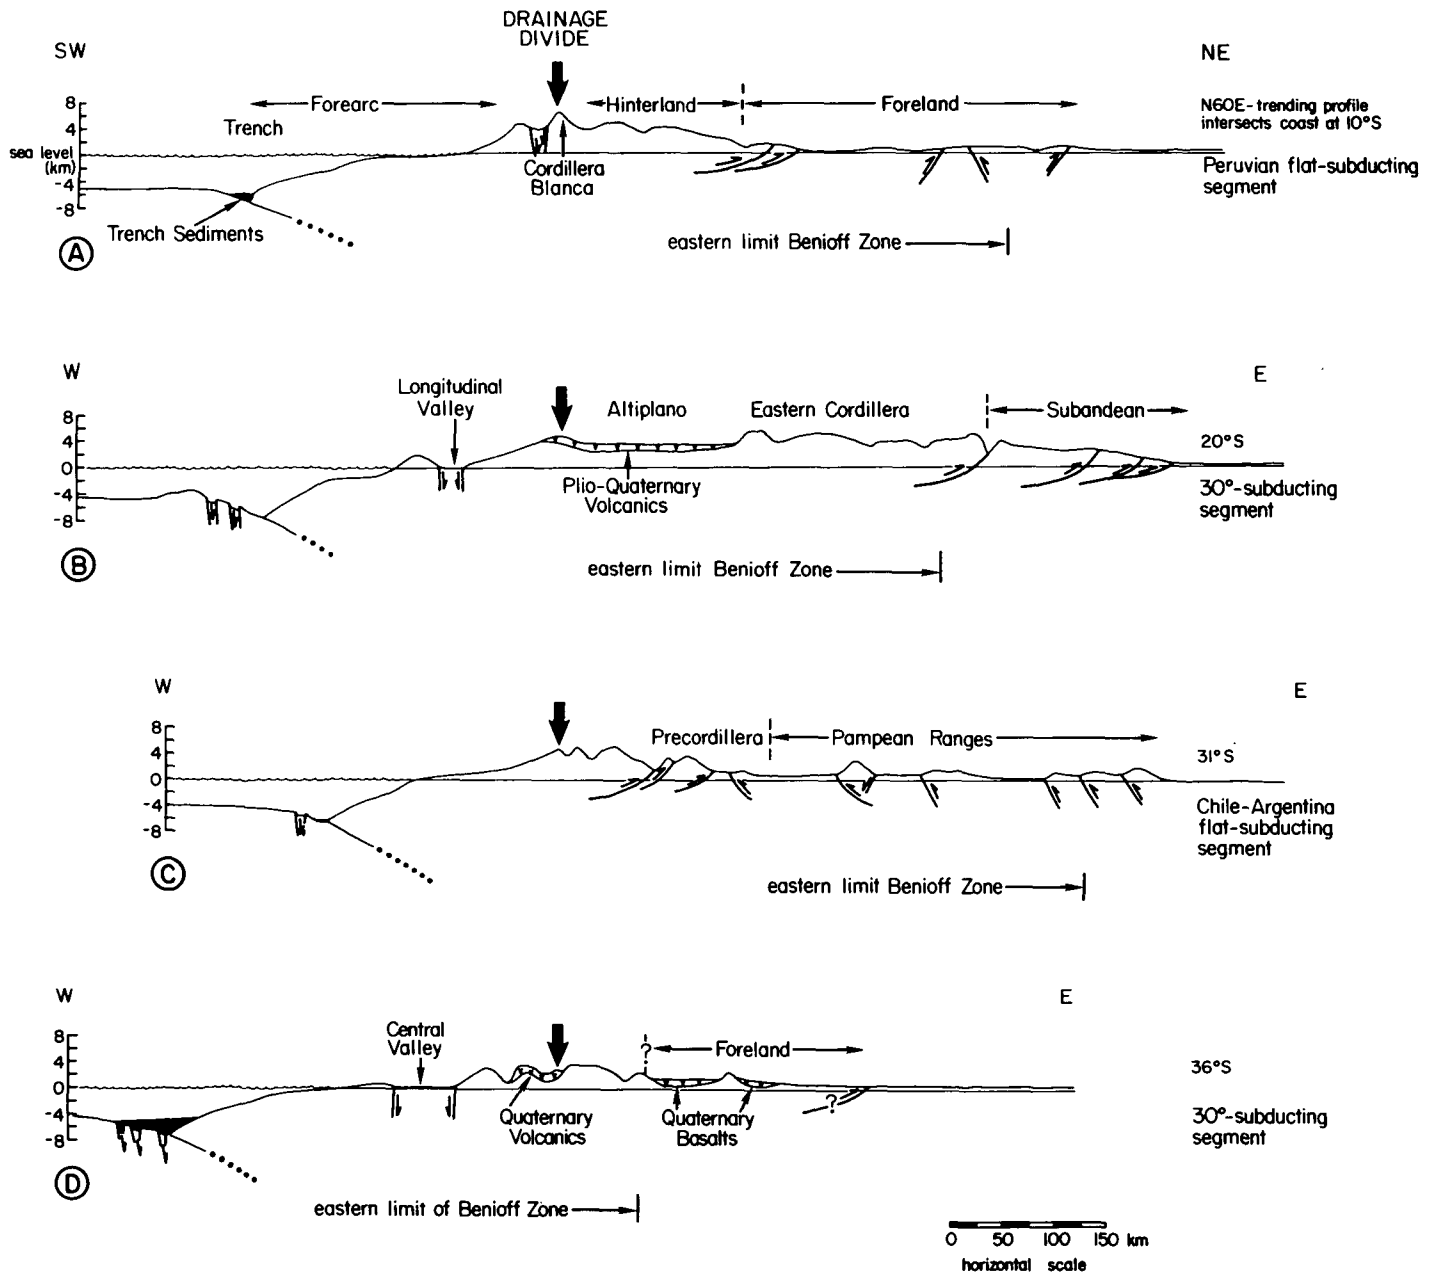 DRAINAGE
DIVIDE
SW
NE
Forearc
Hinterland
Foreland
N60E-trending profile
intersects coast at 10°S
8
4
sea level
(km)
-4
-8
Trench
Cordillera
Blanca
Peruvian flat-subducting
segment
Trench Sediments
eastern limit Benioff Zone
A
W
E
Longitudinal
Valley
Altiplano
Eastern Cordillera
Subandean
8
4
0
-4
-8
20°S
30°-subducting
segment
Plio-Quaternary
Volcanics
eastern limit Benioff Zone
B
W
E
Precordillera
Pampean Ranges
8
4
0
-4
-8
31°S
Chile-Argentina
flat-subducting
segment
eastern limit Benioff Zone
C
W
E
Central
Valley
?
Foreland
8
4
0
-4
-8
36°S
30°-subducting
segment
Quaternary
Volcanics
Quaternary
Basalts
?
eastern limit of Benioff Zone
D
0 50 100 150 km
horizontal scale